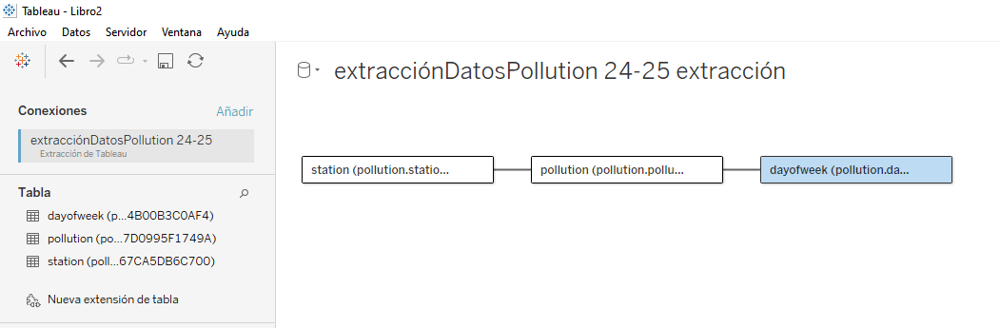 Tableau - Libro2
Archivo Datos Servidor Ventana Ayuda
extracciónDatosPollution 24-25 extracción
Conexiones Añadir
extracciónDatosPollution 24-25
Extracción de Tableau
station (pollution.statio... pollution (pollution.pollu... dayofweek (pollution.da...
Tabla
dayofweek (p...4B00B3C0AF4)
pollution (po...7D0995F1749A)
station (poll...67CA5DB6C700)
Nueva extensión de tabla